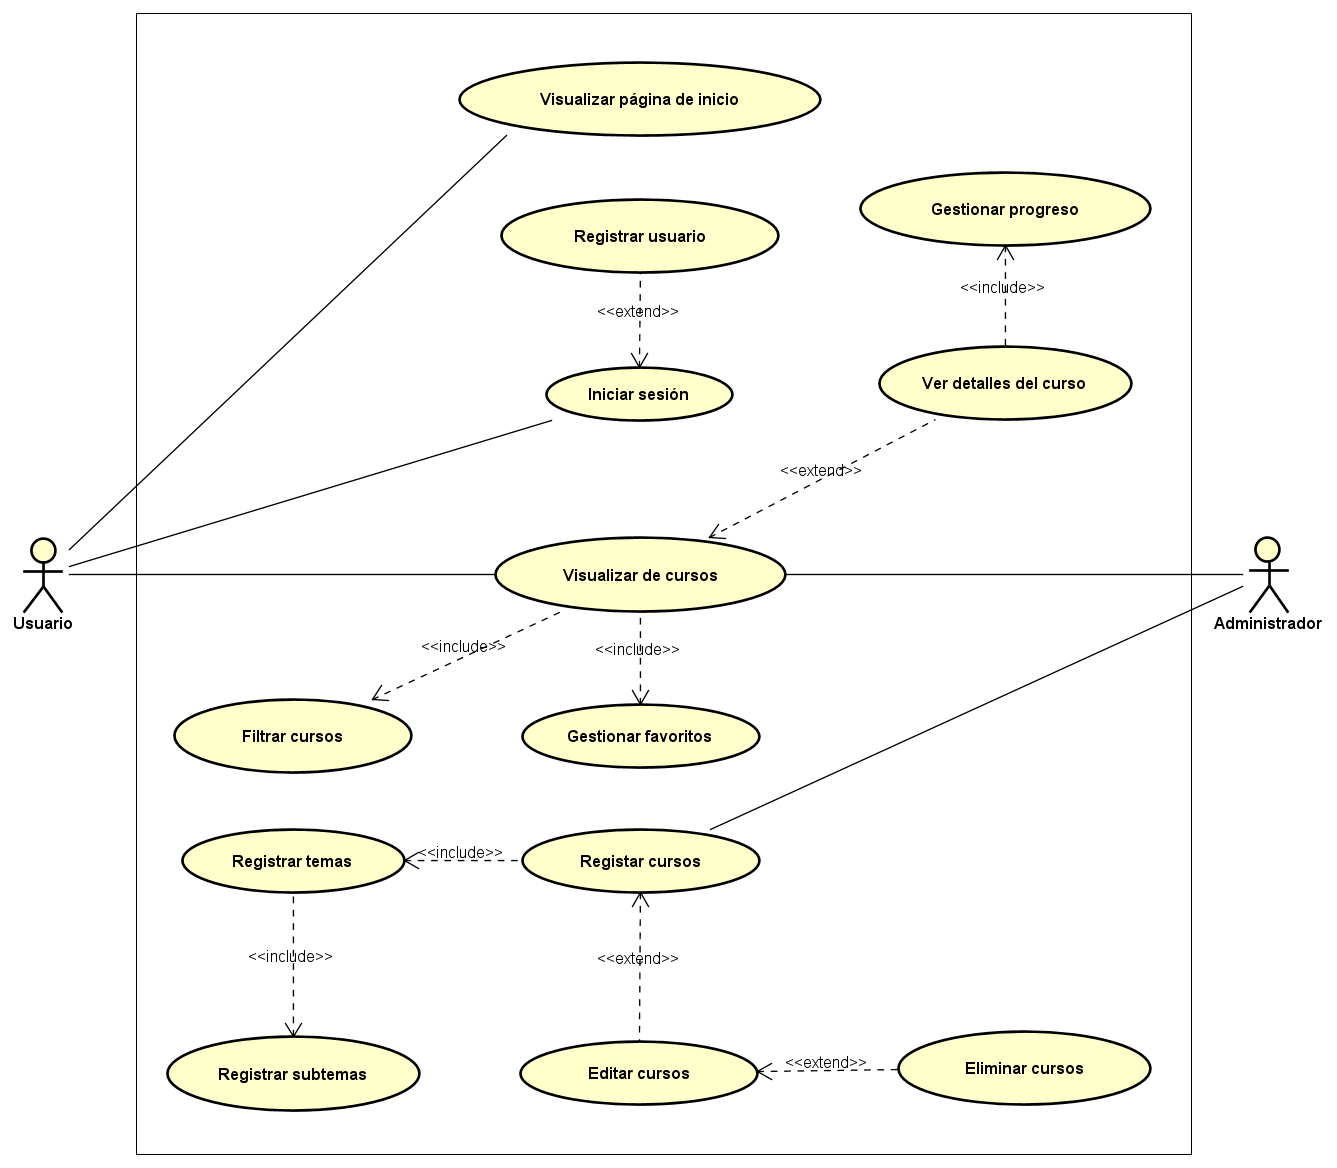 Visualizar página de inicio
Gestionar progreso
Registrar usuario
<<include>>
<<extend>>
Ver detalles del curso
Iniciar sesión
<<extend>>
Visualizar de cursos
Usuario
Administrador
<<include>>
<<include>>
Filtrar cursos
Gestionar favoritos
<<include>>
Registrar temas
Registar cursos
<<include>>
<<extend>>
<<extend>>
Registrar subtemas
Editar cursos
Eliminar cursos